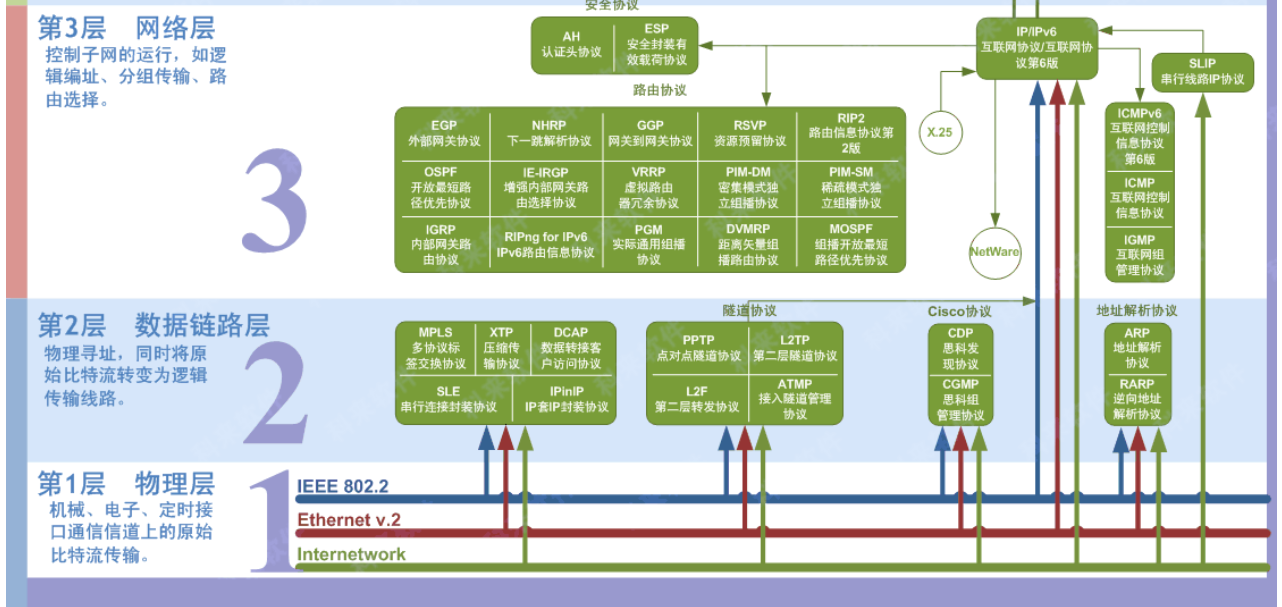 安全协议
第3层 网络层
控制子网的运行，如逻
辑编址、分组传输、路
由选择。
3
AH
认证头协议
ESP
安全封装有
效载荷协议
IP/IPv6
互联网协议/互联网协
议第6版
SLIP
串行线路IP协议
路由协议
EGP
外部网关协议
NHRP
下一跳解析协议
GGP
网关到网关协议
RSVP
资源预留协议
RIP2
路由信息协议第
2版
OSPF
开放最短路
径优先协议
IE-IRGP
增强内部网关路
由选择协议
VRRP
虚拟路由
器冗余协议
PIM-DM
密集模式独
立组播协议
PIM-SM
稀疏模式独
立组播协议
IGRP
内部网关路
由协议
RIPng for IPv6
IPv6路由信息协议
PGM
实际通用组播
协议
DVMRP
距离矢量组
播路由协议
MOSPF
组播开放最短
路径优先协议
X.25
NetWare
ICMPv6
互联网控制
信息协议
第6版
ICMP
互联网控制
信息协议
IGMP
互联网组
管理协议
第2层 数据链路层
物理寻址，同时将原
始比特流转变为逻辑
传输线路。
2
MPLS
多协议标
签交换协议
XTP
压缩传
输协议
DCAP
数据转接客
户访问协议
SLE
串行连接封装协议
IPinIP
IP套IP封装协议
隧道协议
PPTP
点对点隧道协议
L2TP
第二层隧道协议
L2F
第二层转发协议
ATMP
接入隧道管理
协议
Cisco协议
CDP
思科发
现协议
CGMP
思科组
管理协议
地址解析协议
ARP
地址解析
协议
RARP
逆向地址
解析协议
第1层 物理层
机械、电子、定时接
口通信信道上的原始
比特流传输。
1
IEEE 802.2
Ethernet v.2
Internetwork